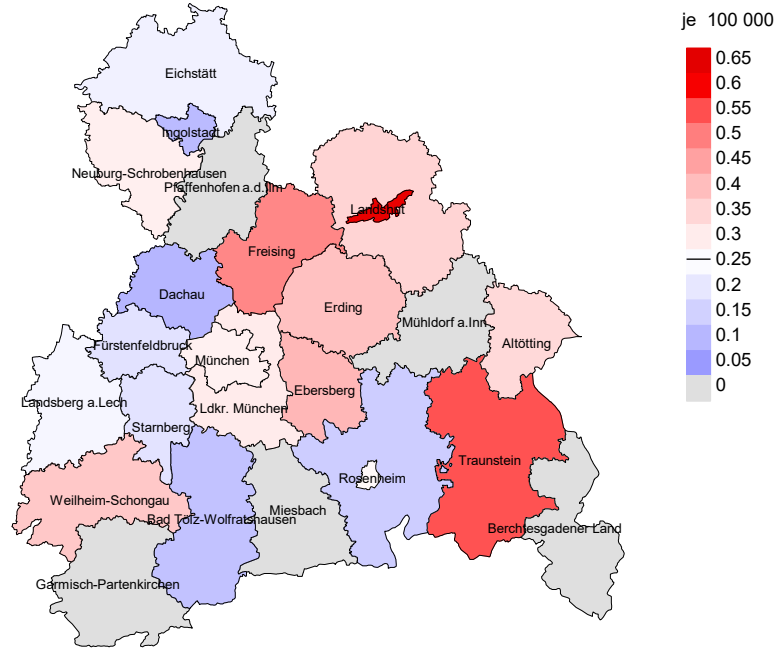 je 100 000
0.65
0.6
0.55
0.5
0.45
0.4
0.35
0.3
0.25
0.2
0.15
0.1
0.05
0
Eichstätt
Ingolstadt
Neuburg-Schrobenhausen
Pfaffenhofen a.d.Ilm
Landshut
Freising
Dachau
Erding
Mühldorf a.Inn
Altötting
Fürstenfeldbruck
München
Ebersberg
Landsberg a.Lech
Ldkr. München
Starnberg
Traunstein
Rosenheim
Weilheim-Schongau
Miesbach
Bad Tölz-Wolfratshausen
Berchtesgadener Land
Garmisch-Partenkirchen